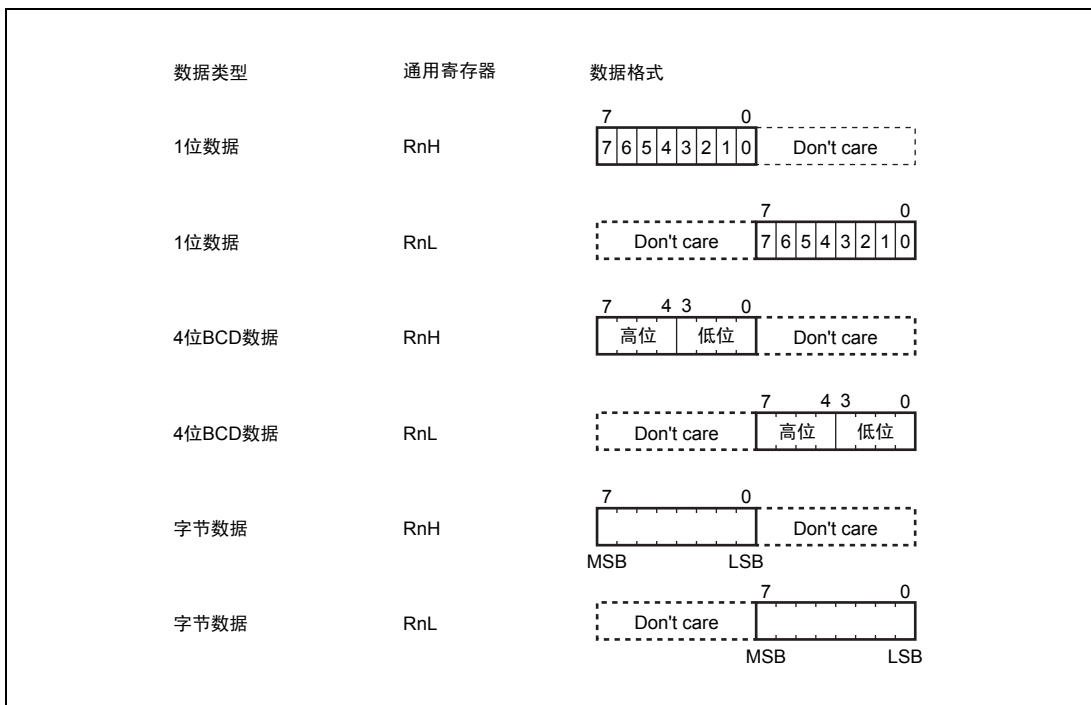 数据类型 通用寄存器 数据格式
7 0
1位数据 RnH 7 6 5 4 3 2 1 0 Don't care
7 0
1位数据 RnL Don't care 7 6 5 4 3 2 1 0
7 4 3 0
4位BCD数据 RnH 高位 低位 Don't care
7 4 3 0
4位BCD数据 RnL Don't care 高位 低位
7 0
字节数据 RnH Don't care
MSB LSB
7 0
字节数据 RnL Don't care
MSB LSB